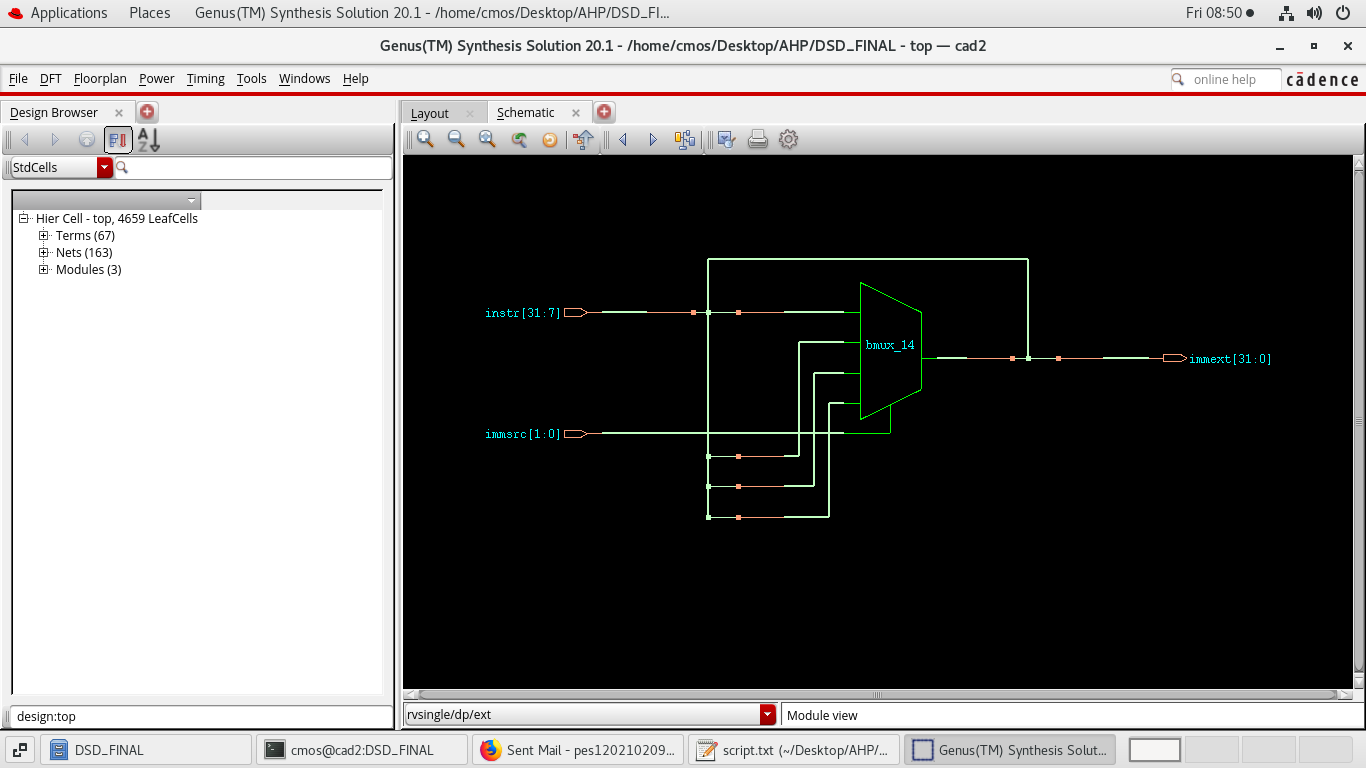 Applications Places Genus(TM) Synthesis Solution 20.1 - /home/cmos/Desktop/AHP/DSD_FI... Fri 08:50
Genus(TM) Synthesis Solution 20.1 - /home/cmos/Desktop/AHP/DSD_FINAL - top — cad2
File DFT Floorplan Power Timing Tools Windows Help online help cādence
Design Browser Layout Schematic
StdCells
Hier Cell - top, 4659 LeafCells
Terms (67)
Nets (163)
Modules (3)
instr[31:7]
bmux_14
immext[31:0]
immsrc[1:0]
design:top rvsingle/dp/ext Module view
DSD_FINAL cmos@cad2:DSD_FINAL Sent Mail - pes120210209... script.txt (~/Desktop/AHP/... Genus(TM) Synthesis Solut...